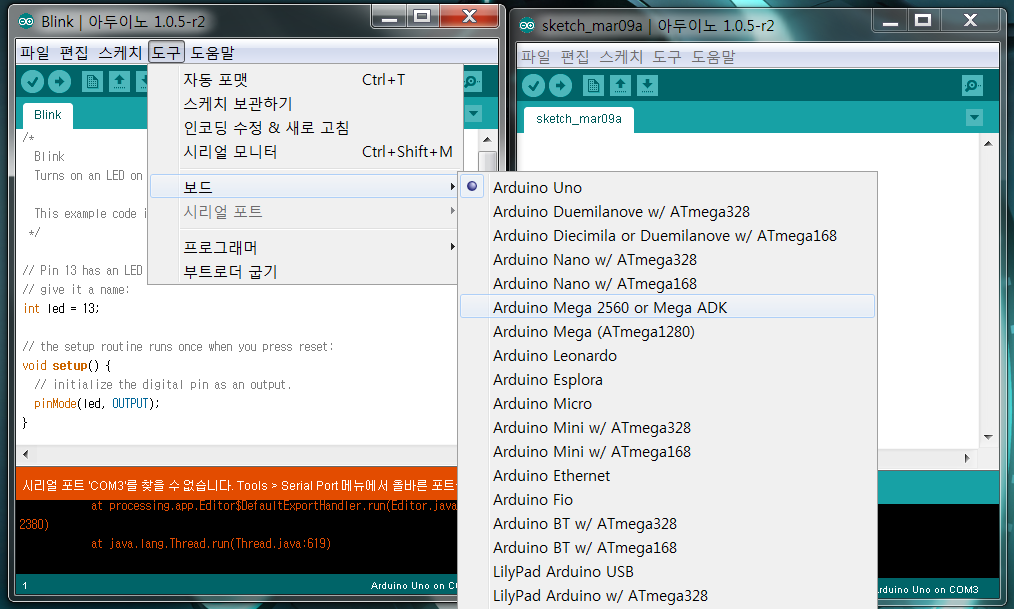 Blink | 아두이노 1.0.5-r2
파일 편집 스케치 도구 도움말
자동 포맷 Ctrl+T
스케치 보관하기
인코딩 수정 & 새로 고침
시리얼 모니터 Ctrl+Shift+M
보드
시리얼 포트
프로그래머
부트로더 굽기
Blink
/*
Blink
Turns on an LED on
This example code
*/
// Pin 13 has an LED
// give it a name:
int led = 13;
// the setup routine runs once when you press reset:
void setup() {
// initialize the digital pin as an output.
pinMode(led, OUTPUT);
}
시리얼 포트 'COM3'를 찾을 수 없습니다. Tools > Serial Port 메뉴에서 올바른 포트
at processing.app.Editor$DefaultExportHandler.run(Editor.java
2380)
at java.lang.Thread.run(Thread.java:619)
1
Arduino Uno on
sketch_mar09a | 아두이노 1.0.5-r2
파일 편집 스케치 도구 도움말
sketch_mar09a
Arduino Uno
Arduino Duemilanove w/ ATmega328
Arduino Diecimila or Duemilanove w/ ATmega168
Arduino Nano w/ ATmega328
Arduino Nano w/ ATmega168
Arduino Mega 2560 or Mega ADK
Arduino Mega (ATmega1280)
Arduino Leonardo
Arduino Esplora
Arduino Micro
Arduino Mini w/ ATmega328
Arduino Mini w/ ATmega168
Arduino Ethernet
Arduino Fio
Arduino BT w/ ATmega328
Arduino BT w/ ATmega168
LilyPad Arduino USB
LilyPad Arduino w/ ATmega328
rduino Uno on COM3